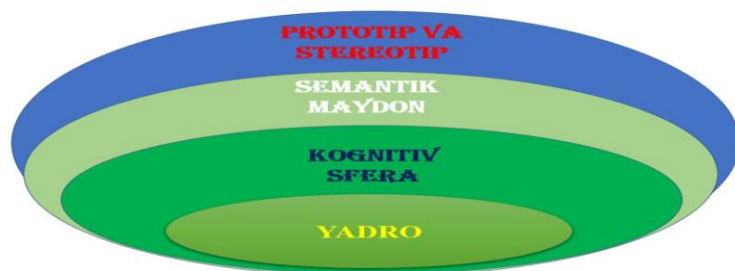 PROTOTIP VA
STEREOTIP
SEMANTIK
MAYDON
KOGNITIV
SFERA
YADRO